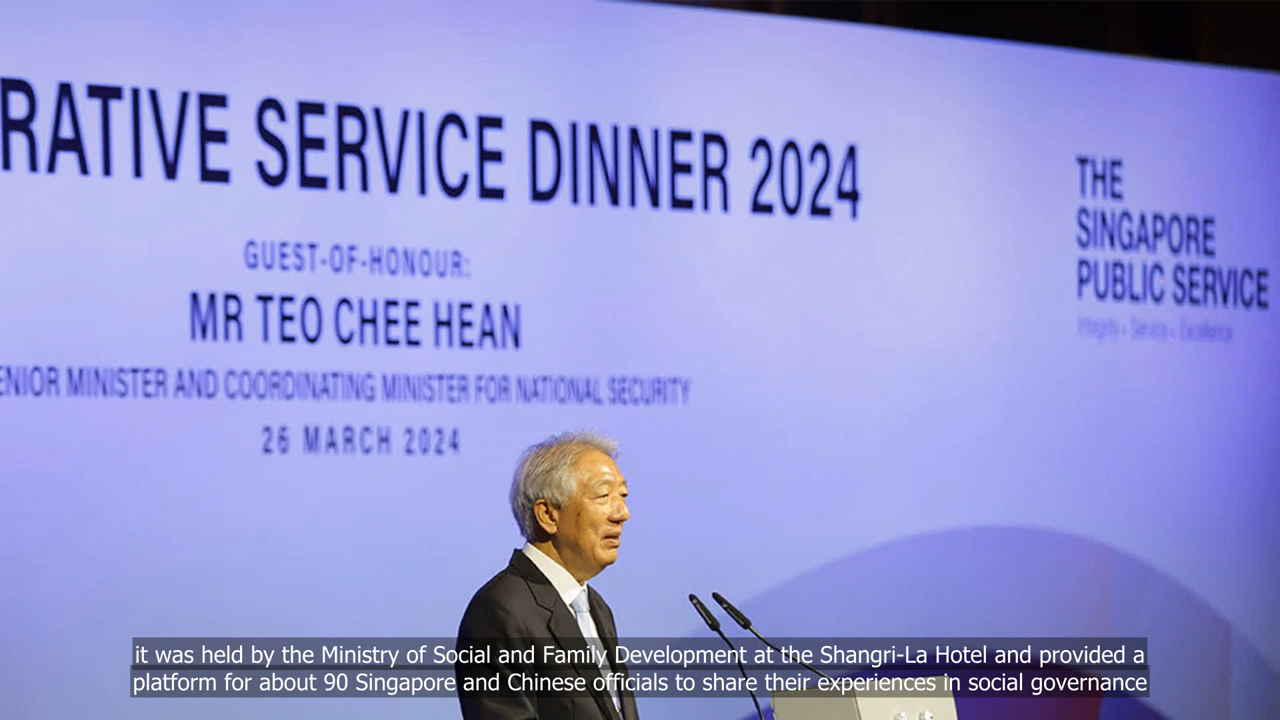 RATIVE SERVICE DINNER 2024
GUEST-OF-HONOUR:
MR TEO CHEE HEAN
ENIOR MINISTER AND COORDINATING MINISTER FOR NATIONAL SECURITY
26 MARCH 2024
THE
SINGAPORE
PUBLIC SERVICE
Integrity • Service • Excellence
it was held by the Ministry of Social and Family Development at the Shangri-La Hotel and provided a
platform for about 90 Singapore and Chinese officials to share their experiences in social governance